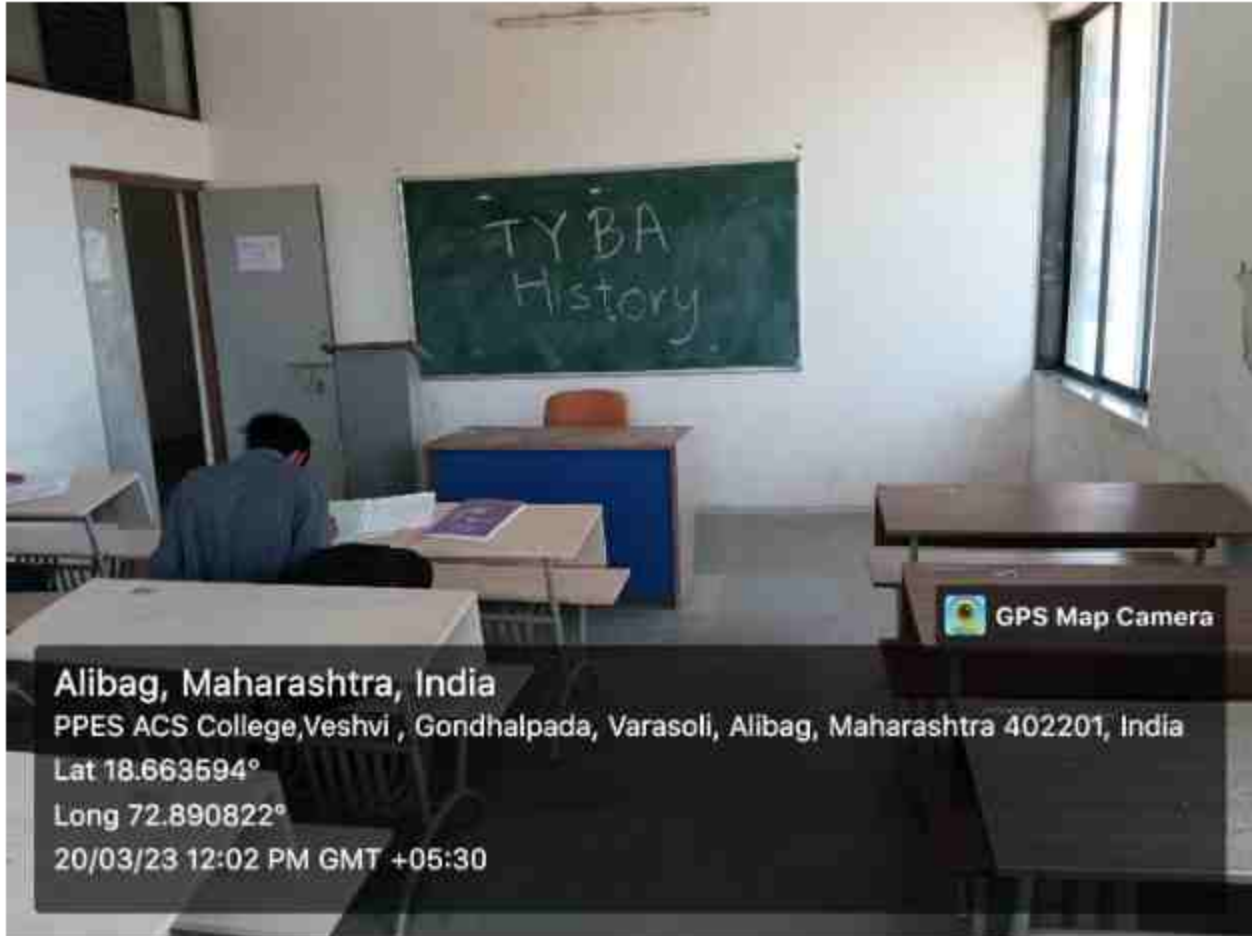 TYBA
History
GPS Map Camera
Alibag, Maharashtra, India
PPES ACS College,Veshvi , Gondhalpada, Varasoli, Alibag, Maharashtra 402201, India
Lat 18.663594°
Long 72.890822°
20/03/23 12:02 PM GMT +05:30